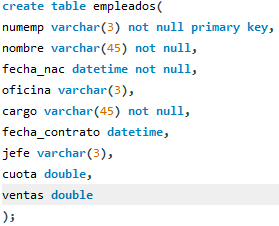 create table empleados(
numemp varchar(3) not null primary key,
nombre varchar(45) not null,
fecha_nac datetime not null,
oficina varchar(3),
cargo varchar(45) not null,
fecha_contrato datetime,
jefe varchar(3),
cuota double,
ventas double
);